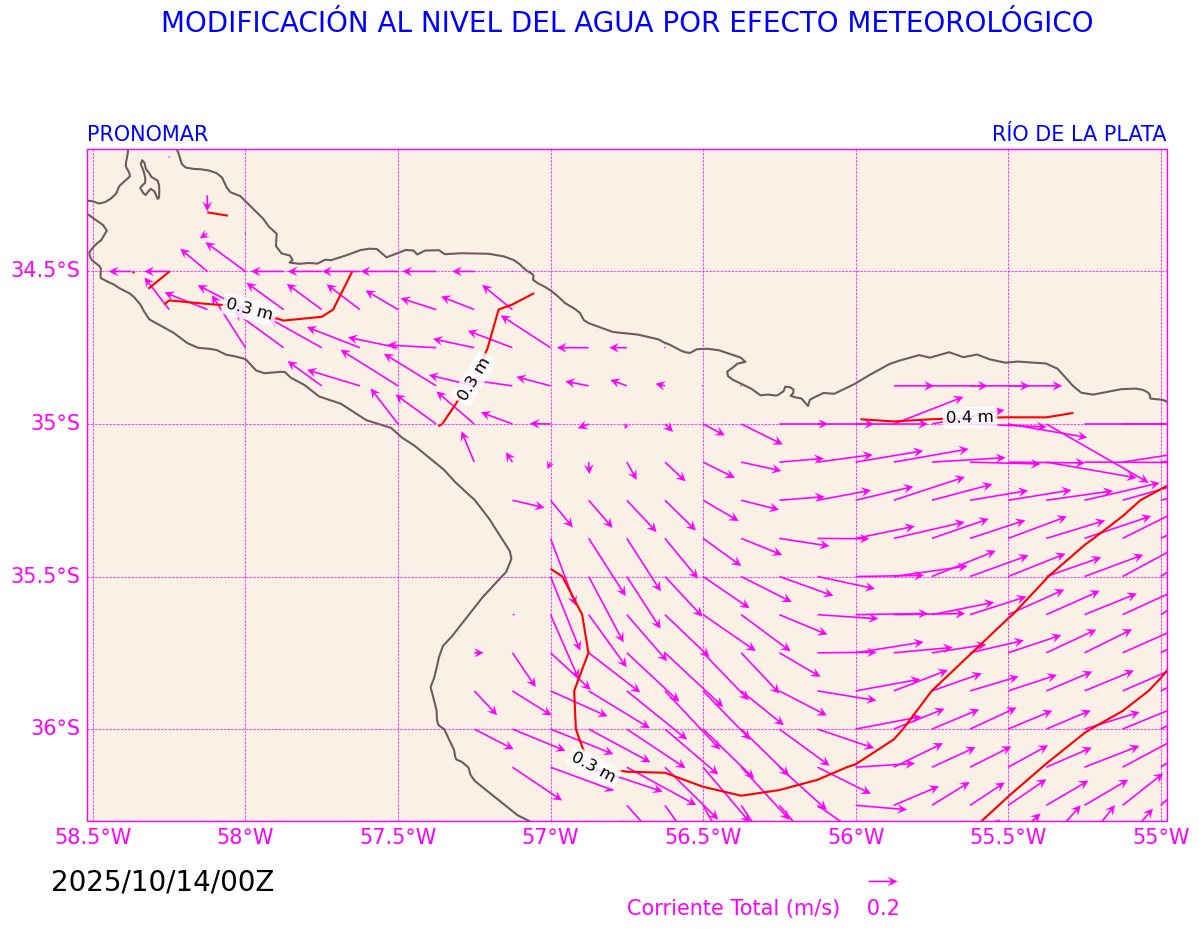 MODIFICACIÓN AL NIVEL DEL AGUA POR EFECTO METEOROLÓGICO
PRONOMAR RÍO DE LA PLATA
34.5°S
0.3 m
0.3 m
35°S
0.4 m
35.5°S
36°S
0.3 m
58.5°W 58°W 57.5°W 57°W 56.5°W 56°W 55.5°W 55°W
2025/10/14/00Z
Corriente Total (m/s) 0.2